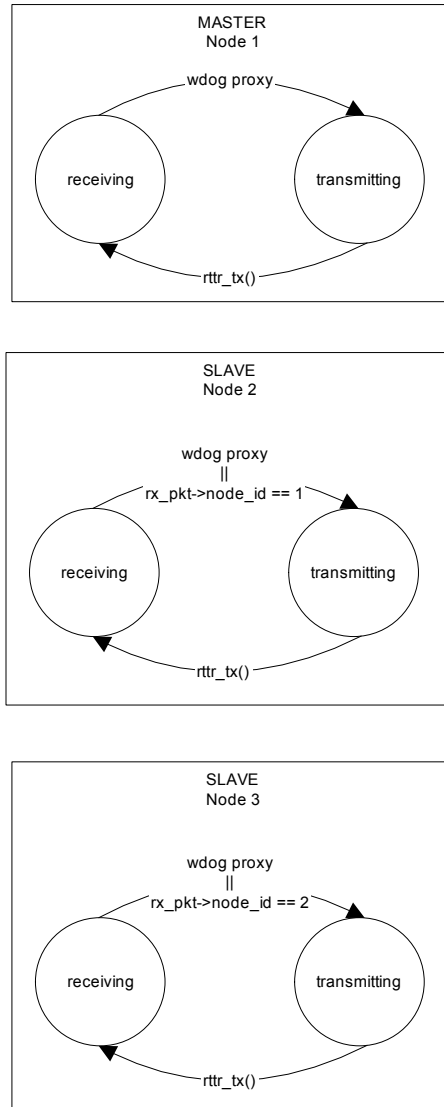 MASTER
Node 1
wdog proxy
receiving
transmitting
rttr_tx()
SLAVE
Node 2
wdog proxy
||
rx_pkt->node_id == 1
receiving
transmitting
rttr_tx()
SLAVE
Node 3
wdog proxy
||
rx_pkt->node_id == 2
receiving
transmitting
rttr_tx()